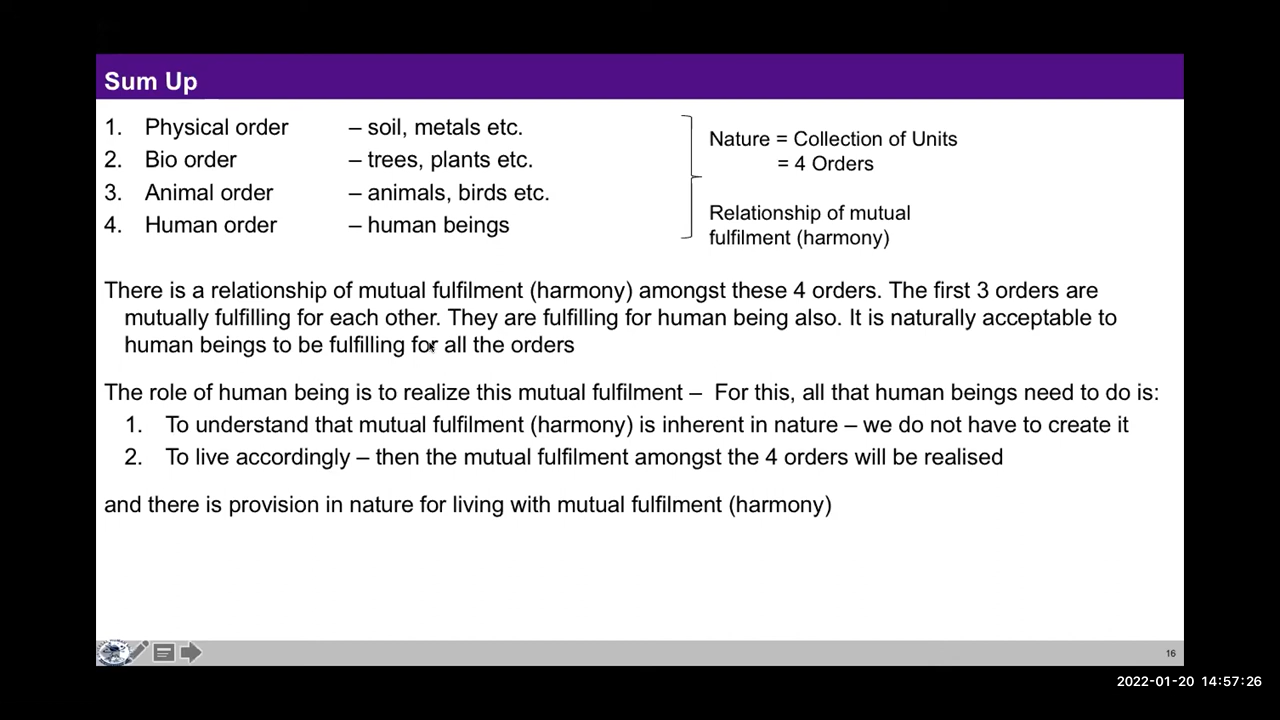 Sum Up
1. Physical order – soil, metals etc.
2. Bio order – trees, plants etc.
3. Animal order – animals, birds etc.
4. Human order – human beings
Nature = Collection of Units
= 4 Orders
Relationship of mutual
fulfilment (harmony)
There is a relationship of mutual fulfilment (harmony) amongst these 4 orders. The first 3 orders are
mutually fulfilling for each other. They are fulfilling for human being also. It is naturally acceptable to
human beings to be fulfilling for all the orders
The role of human being is to realize this mutual fulfilment – For this, all that human beings need to do is:
1. To understand that mutual fulfilment (harmony) is inherent in nature – we do not have to create it
2. To live accordingly – then the mutual fulfilment amongst the 4 orders will be realised
and there is provision in nature for living with mutual fulfilment (harmony)
16
2022-01-20 14:57:26